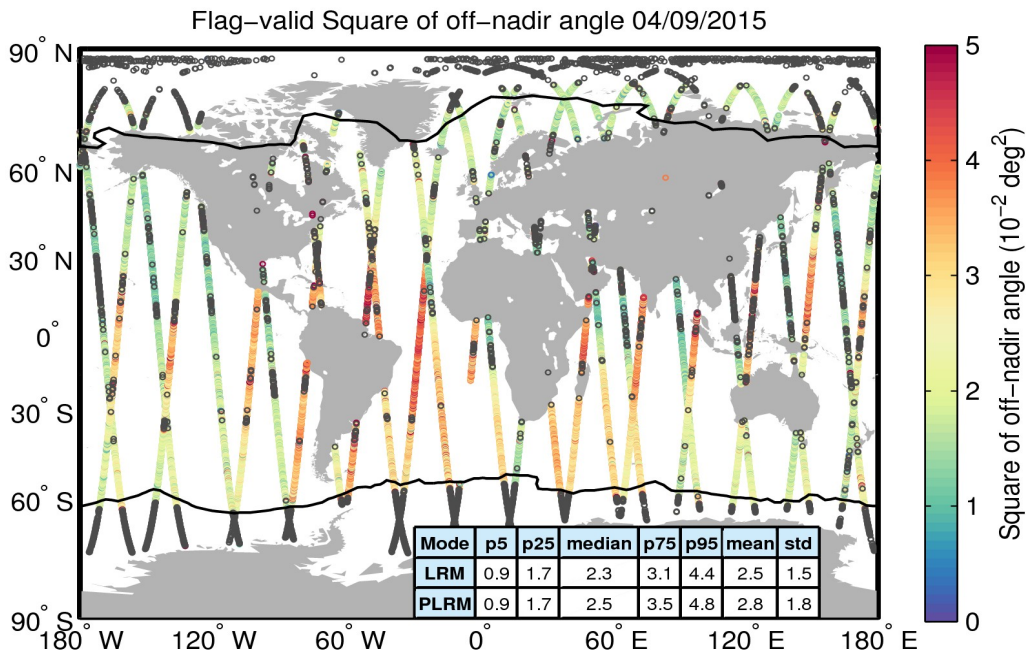 Flag−valid Square of off−nadir angle 04/09/2015
90° N
60° N
30° N
0°
30° S
60° S
90° S
180° W
120° W
60° W
0°
60° E
120° E
180° E
Mode p5 p25 median p75 p95 mean std
LRM 0.9 1.7 2.3 3.1 4.4 2.5 1.5
PLRM 0.9 1.7 2.5 3.5 4.8 2.8 1.8
5
4
3
2
1
0
Square of off−nadir angle (10⁻² deg²)